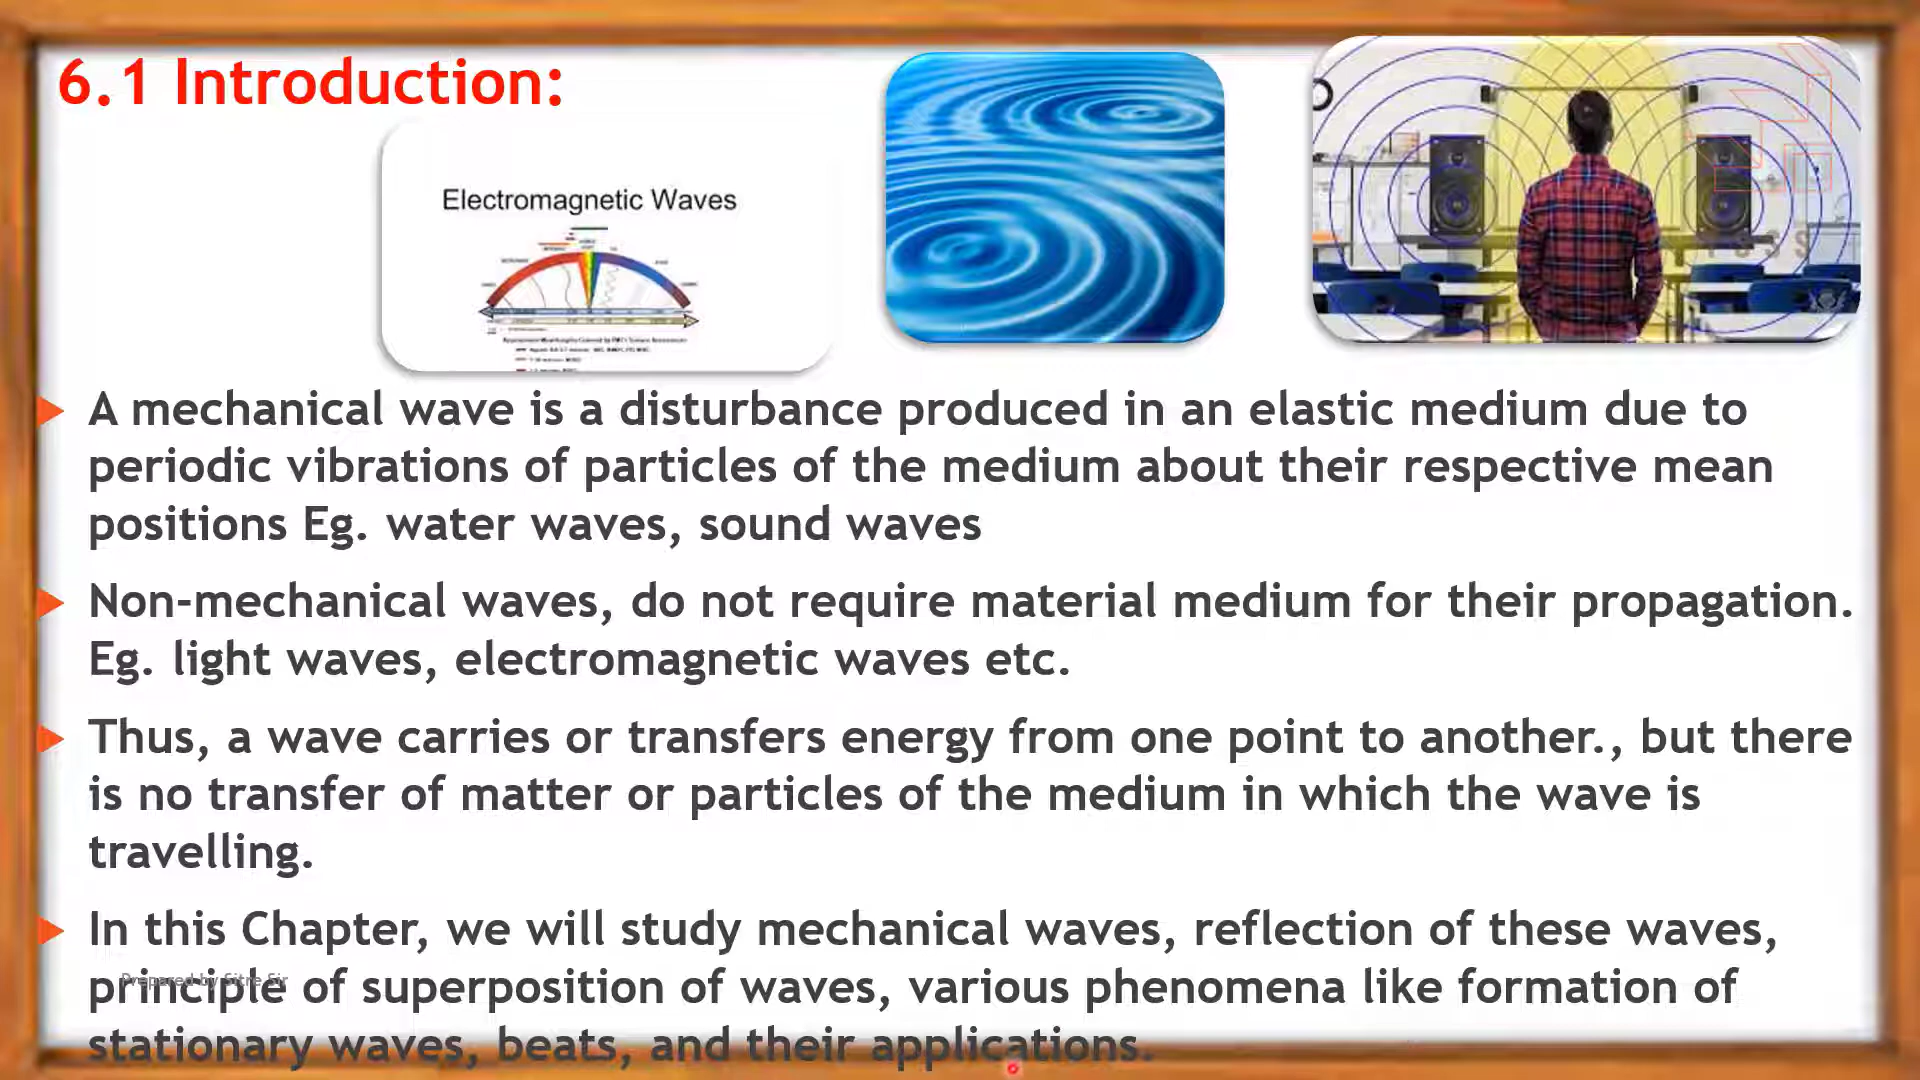 6.1 Introduction:
Electromagnetic Waves
A mechanical wave is a disturbance produced in an elastic medium due to
periodic vibrations of particles of the medium about their respective mean
positions Eg. water waves, sound waves
Non-mechanical waves, do not require material medium for their propagation.
Eg. light waves, electromagnetic waves etc.
Thus, a wave carries or transfers energy from one point to another., but there
is no transfer of matter or particles of the medium in which the wave is
travelling.
In this Chapter, we will study mechanical waves, reflection of these waves,
Prepared by Sitre Sir
principle of superposition of waves, various phenomena like formation of
stationary waves, beats, and their applications.